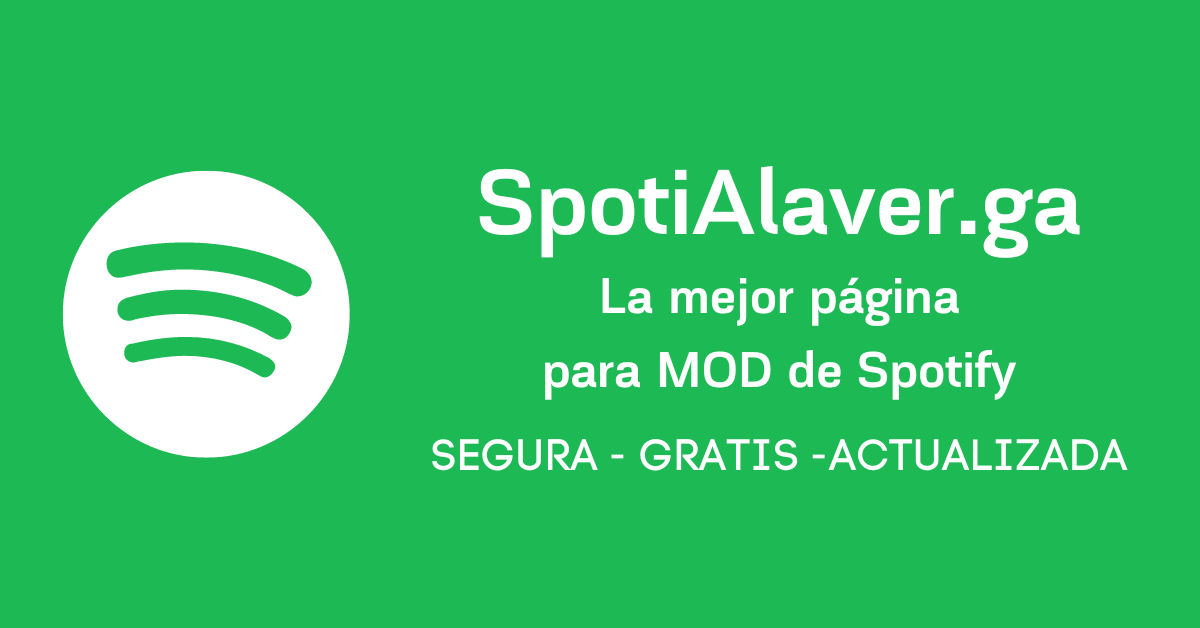 SpotiAlaver.ga
La mejor página
para MOD de Spotify
SEGURA - GRATIS -ACTUALIZADA